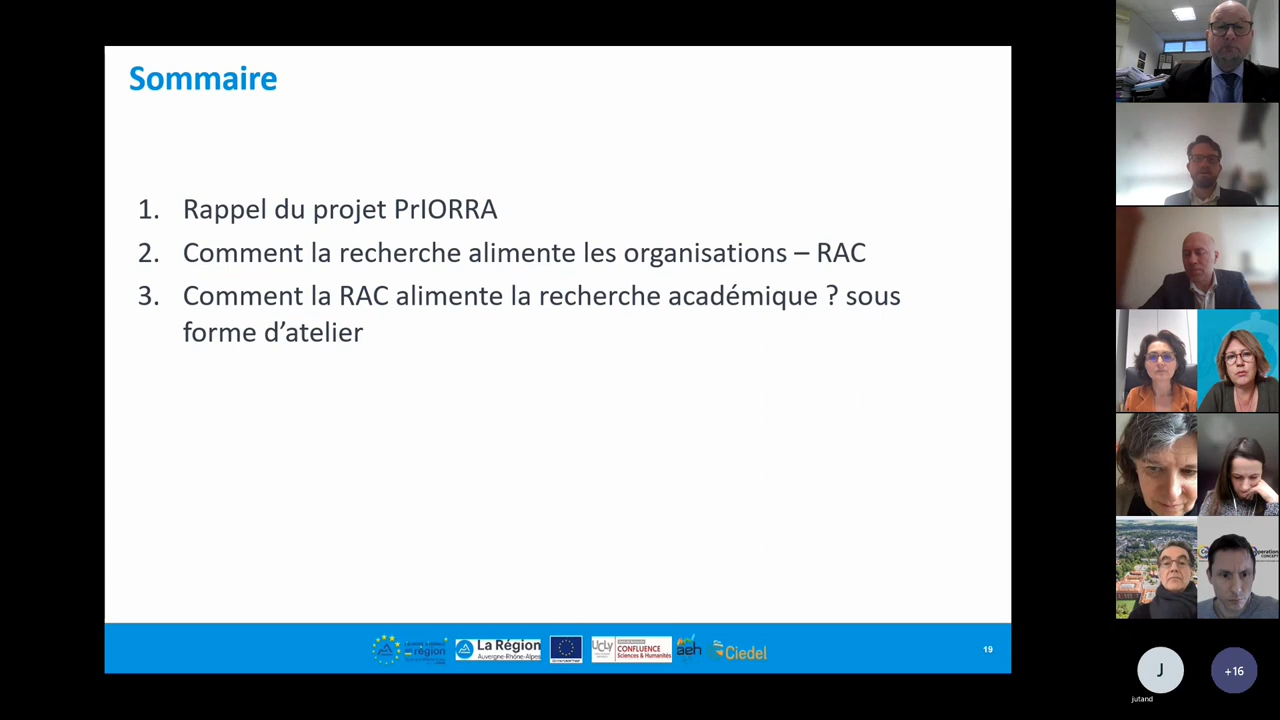 Sommaire
1. Rappel du projet PrIORRA
2. Comment la recherche alimente les organisations – RAC
3. Comment la RAC alimente la recherche académique ? sous
forme d’atelier
région
La Région
Auvergne-Rhône-Alpes
UCLy
CONFLUENCE
Sciences & Humanités
aeh
Ciedel
19
J
jutand
+16